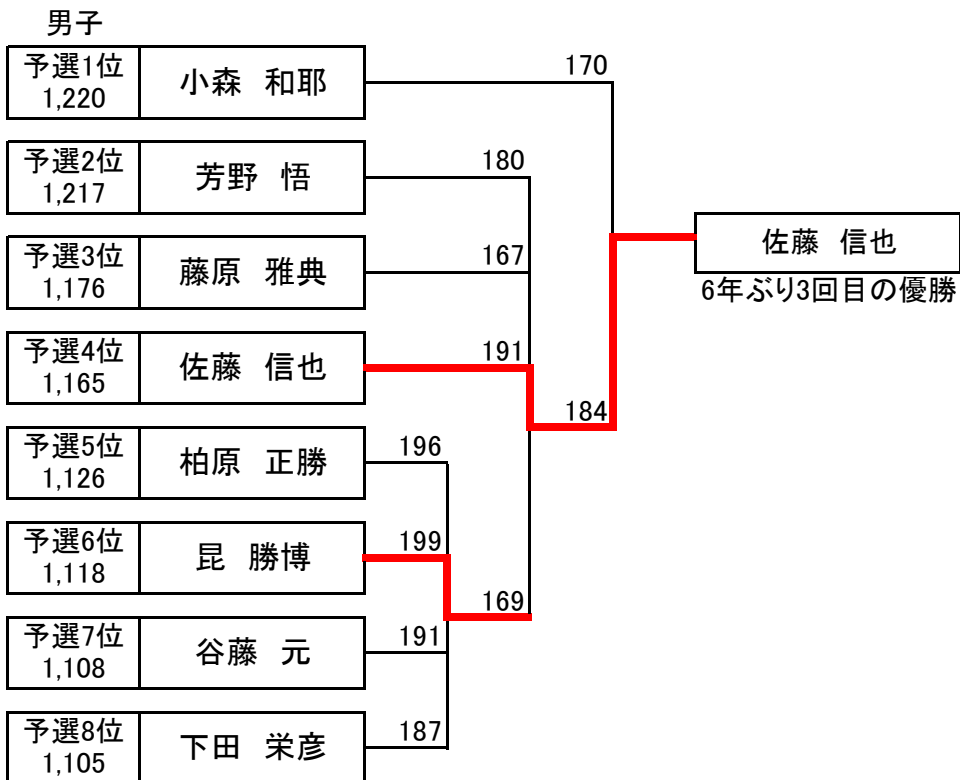 男子
予選1位
1,220
小森 和耶
170
予選2位
1,217
芳野 悟
180
予選3位
1,176
藤原 雅典
167
予選4位
1,165
佐藤 信也
191
184
佐藤 信也
6年ぶり3回目の優勝
予選5位
1,126
柏原 正勝
196
予選6位
1,118
昆 勝博
199
169
予選7位
1,108
谷藤 元
191
予選8位
1,105
下田 栄彦
187